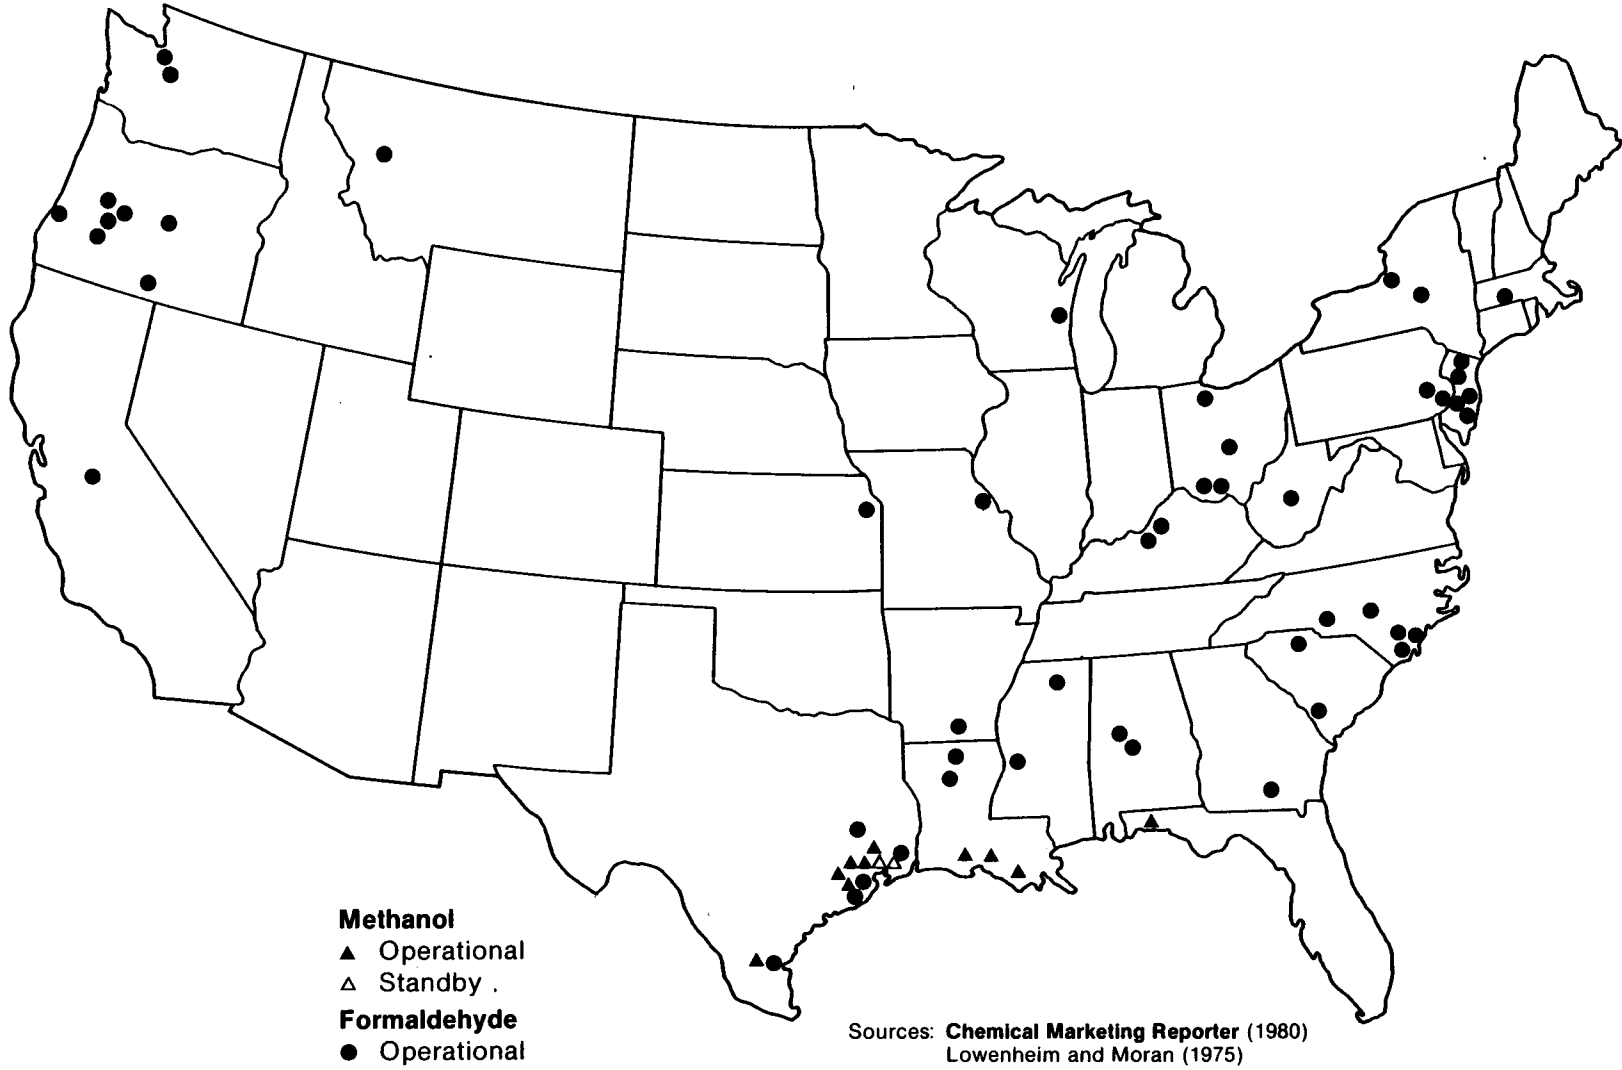 Methanol
▲ Operational
△ Standby .
Formaldehyde
● Operational
Sources: Chemical Marketing Reporter (1980)
Lowenheim and Moran (1975)